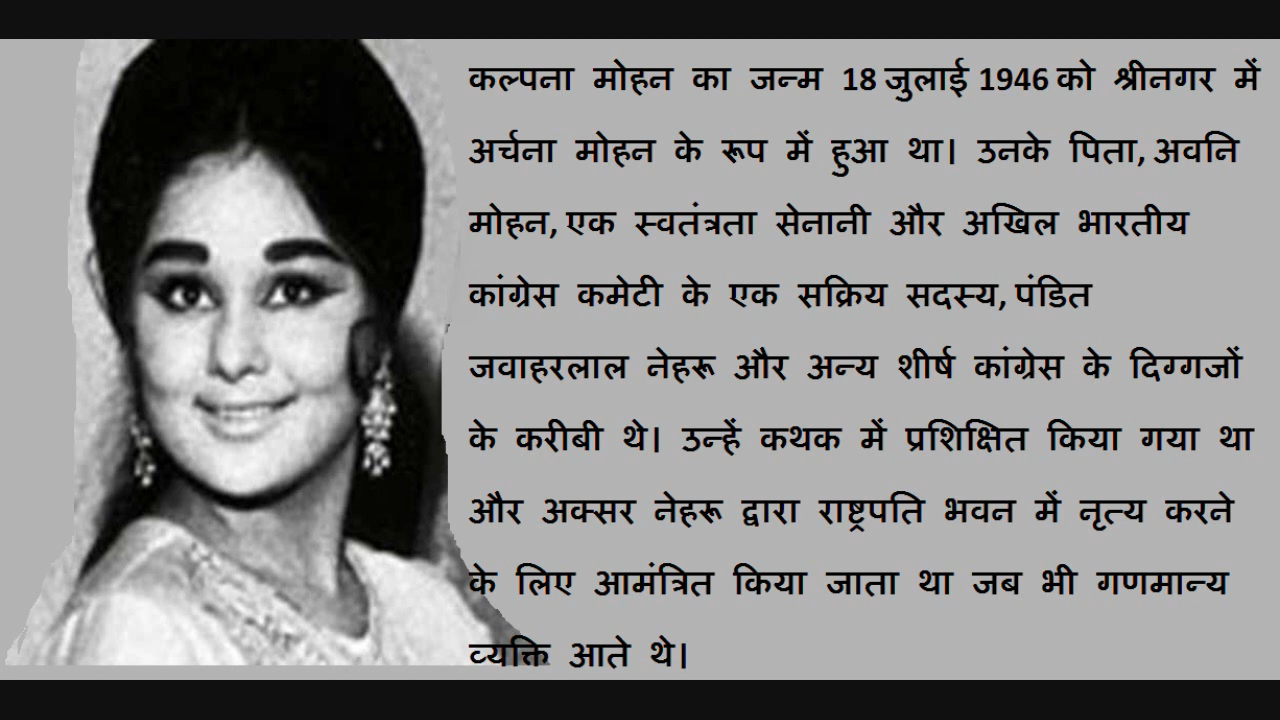 कल्पना मोहन का जन्म 18 जुलाई 1946 को श्रीनगर में
अर्चना मोहन के रूप में हुआ था। उनके पिता, अवनि
मोहन, एक स्वतंत्रता सेनानी और अखिल भारतीय
कांग्रेस कमेटी के एक सक्रिय सदस्य, पंडित
जवाहरलाल नेहरू और अन्य शीर्ष कांग्रेस के दिग्गजों
के करीबी थे। उन्हें कथक में प्रशिक्षित किया गया था
और अक्सर नेहरू द्वारा राष्ट्रपति भवन में नृत्य करने
के लिए आमंत्रित किया जाता था जब भी गणमान्य
व्यक्ति आते थे।